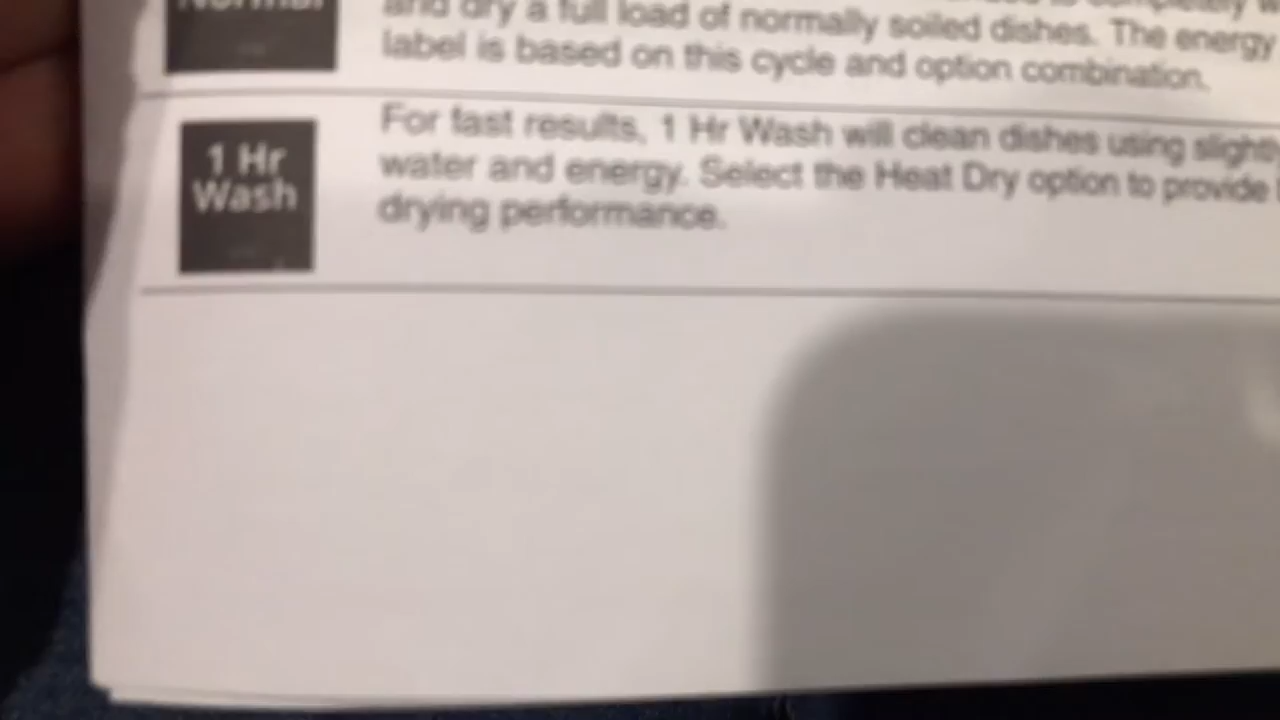 Normal
and dry a full load of normally soiled dishes. The energy
label is based on this cycle and option combination.
1 Hr
Wash
For fast results, 1 Hr Wash will clean dishes using slightly
water and energy. Select the Heat Dry option to provide
drying performance.